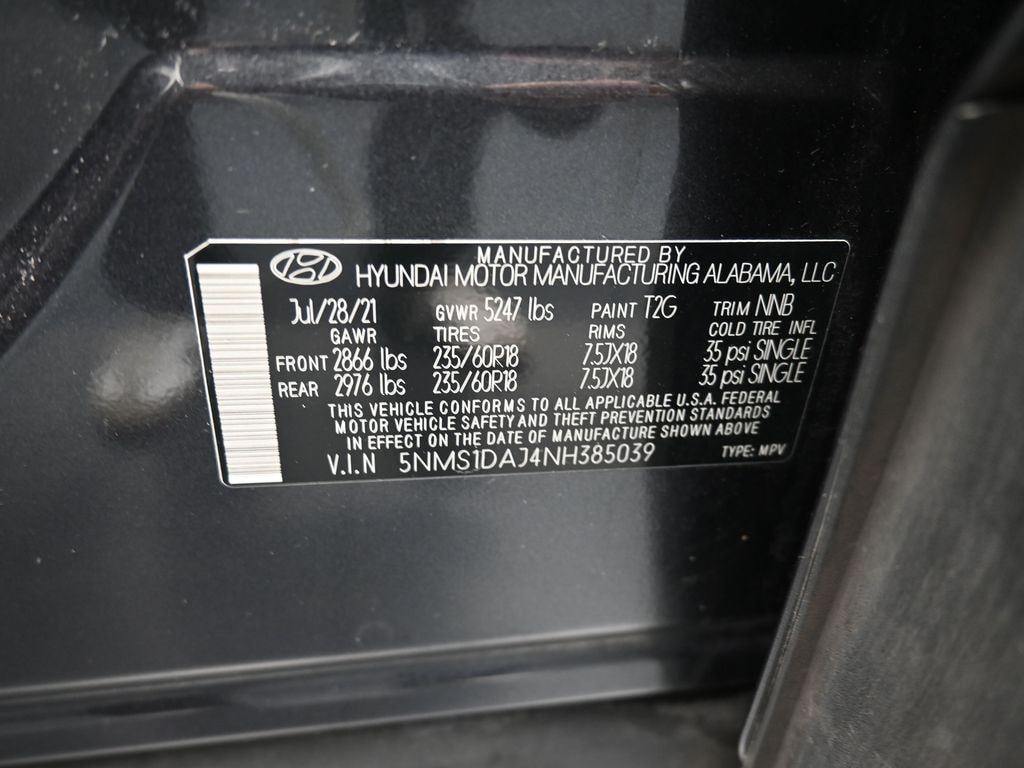 MANUFACTURED BY
HYUNDAI MOTOR MANUFACTURING ALABAMA, LLC
Jul/28/21 GVWR 5247 lbs PAINT T2G TRIM NNB
GAWR TIRES RIMS COLD TIRE INFL
FRONT 2866 lbs 235/60R18 7.5JX18 35 psi SINGLE
REAR 2976 lbs 235/60R18 7.5JX18 35 psi SINGLE
THIS VEHICLE CONFORMS TO ALL APPLICABLE U.S.A. FEDERAL
MOTOR VEHICLE SAFETY AND THEFT PREVENTION STANDARDS
IN EFFECT ON THE DATE OF MANUFACTURE SHOWN ABOVE
V.I.N 5NMS1DAJ4NH385039 TYPE: MPV